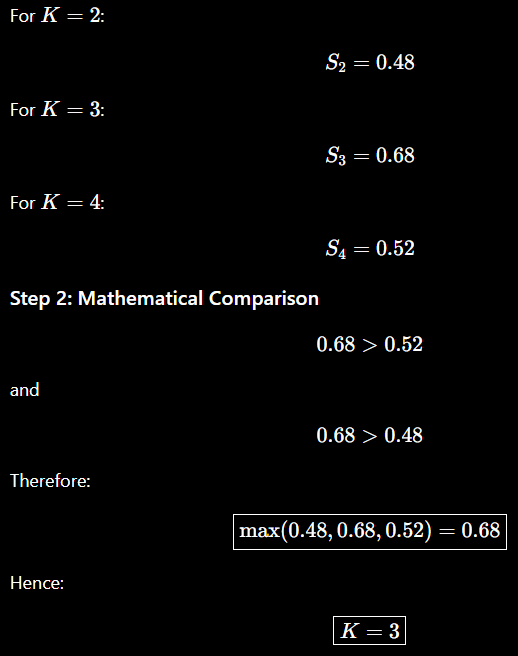 For K = 2:
S₂ = 0.48
For K = 3:
S₃ = 0.68
For K = 4:
S₄ = 0.52
Step 2: Mathematical Comparison
0.68 > 0.52
and
0.68 > 0.48
Therefore:
max(0.48, 0.68, 0.52) = 0.68
Hence:
K = 3